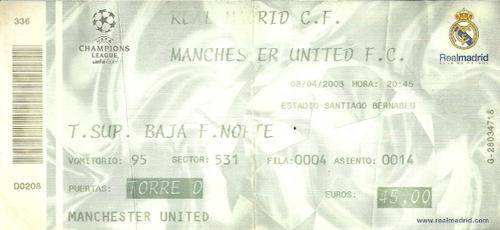 336
CHAMPIONS
LEAGUE
REAL MADRID C.F.
MANCHESTER UNITED F.C.
Realmadrid
08/04/2003 HORA: 20:45
ESTADIO SANTIAGO BERNABEU
T.SUP. BAJA F.NORTE
VOMITORIO: 95 SECTOR: 531 FILA:0004 ASIENTO:0014
D0208
PUERTAS: TORRE D EUROS: 45,00
MANCHESTER UNITED
www.realmadrid.com
G-28034718